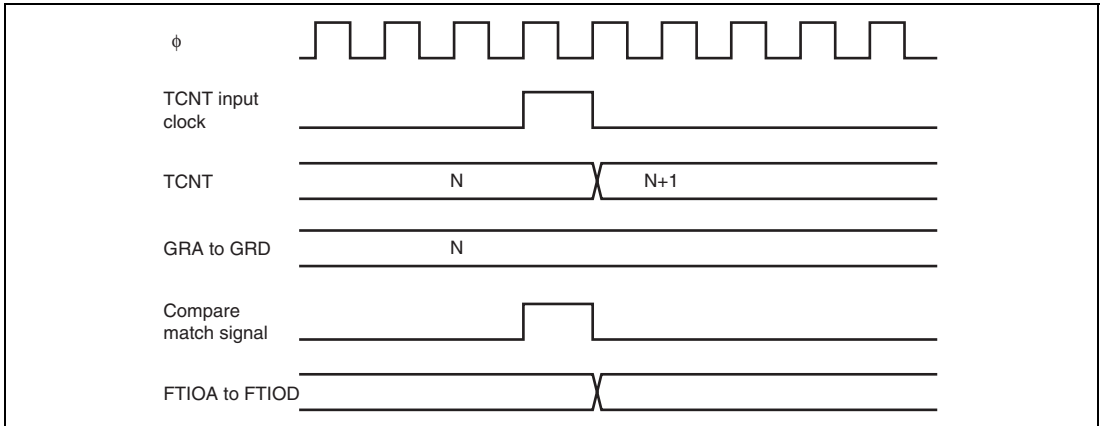 ϕ
TCNT input
clock
TCNT
N
N+1
GRA to GRD
N
Compare
match signal
FTIOA to FTIOD